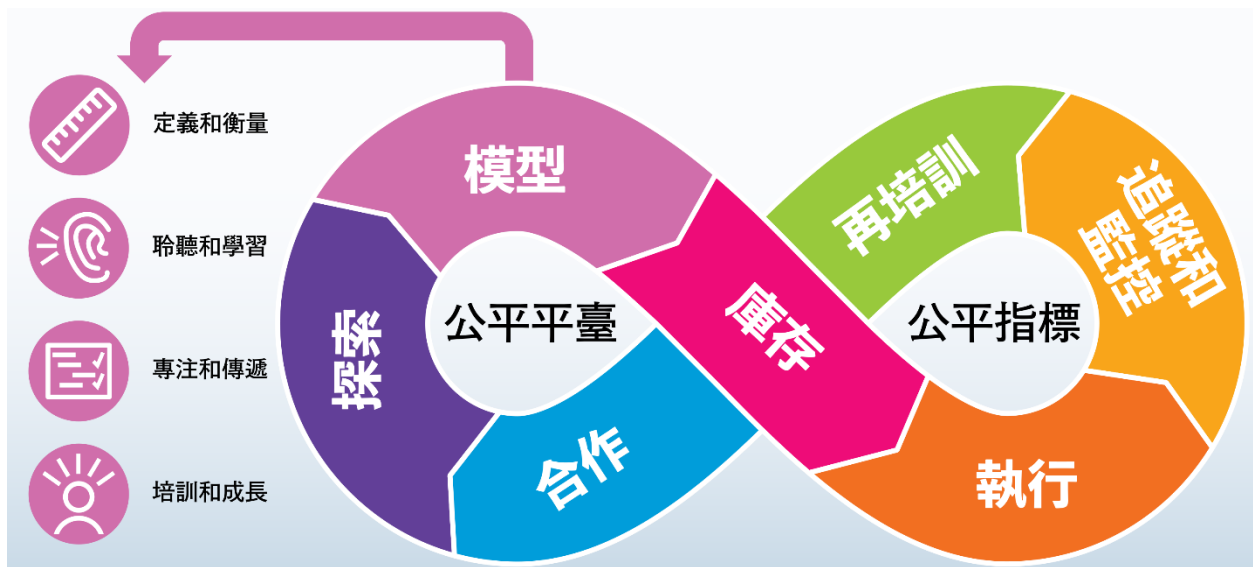 定義和衡量
聆聽和學習
專注和傳遞
培訓和成長
模型
探索
公平平臺
合作
庫存
再培訓
追蹤和
監控
公平指標
執行